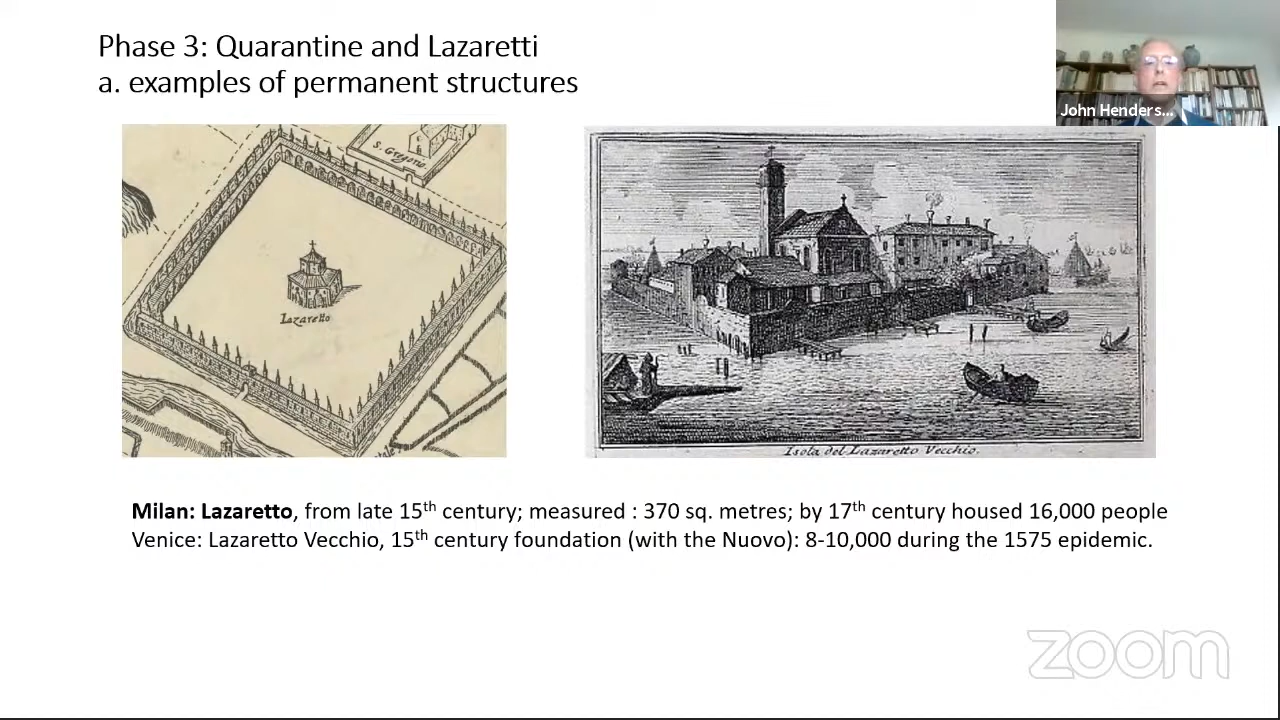 Phase 3: Quarantine and Lazaretti
a. examples of permanent structures
John Henders...
S. Gregorio
Lazaretto
Isola del Lazaretto Vecchio.
Milan: Lazaretto, from late 15th century; measured : 370 sq. metres; by 17th century housed 16,000 people
Venice: Lazaretto Vecchio, 15th century foundation (with the Nuovo): 8-10,000 during the 1575 epidemic.
zoom